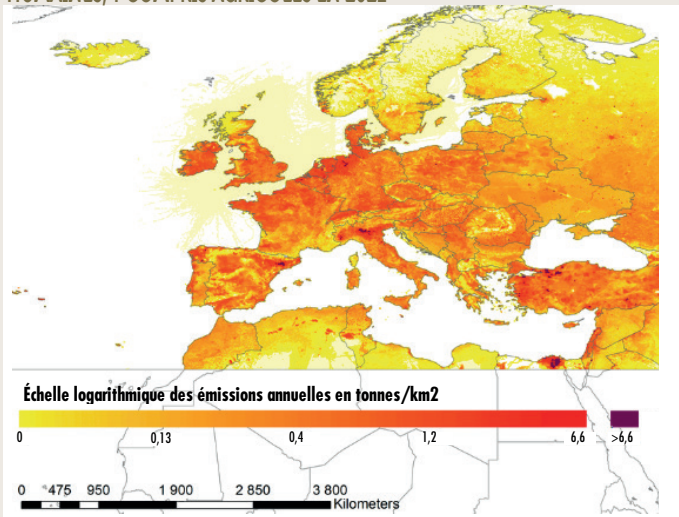 Échelle logarithmique des émissions annuelles en tonnes/km2
0 0,13 0,4 1,2 6,6 >6,6
0 475 950 1 900 2 850 3 800
Kilometers